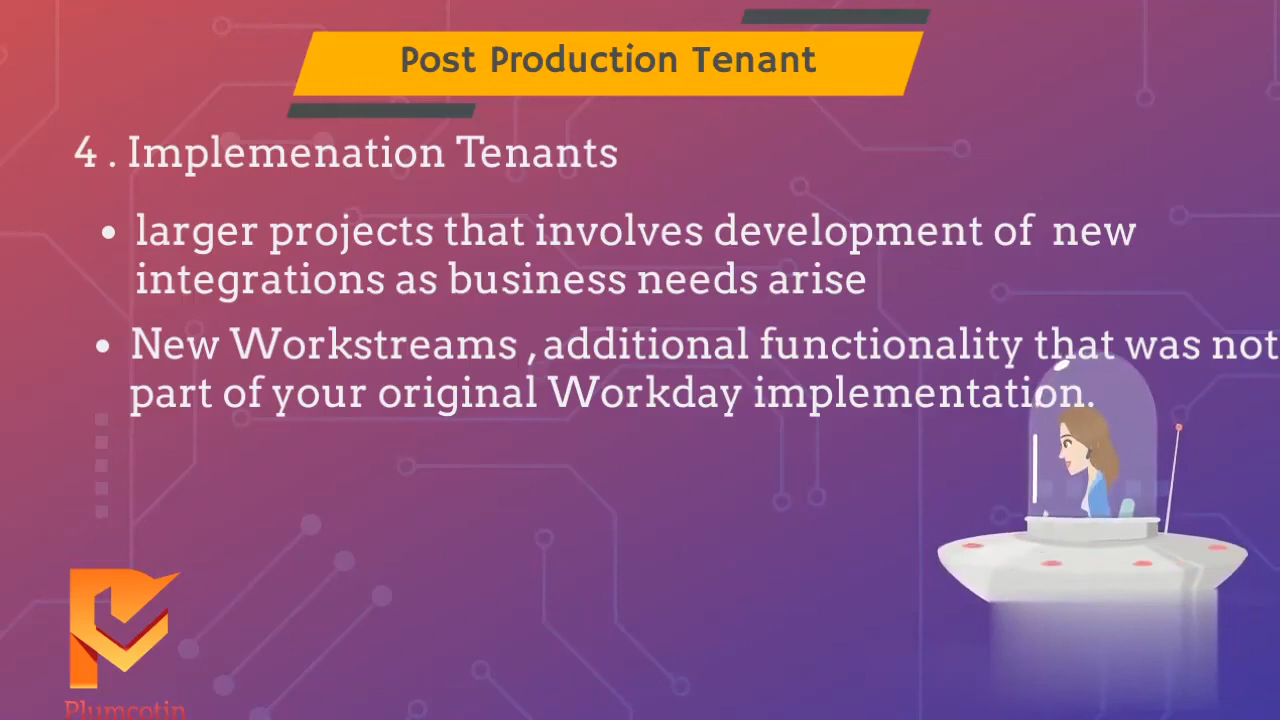 Post Production Tenant
4 . Implemenation Tenants
• larger projects that involves development of new
integrations as business needs arise
• New Workstreams , additional functionality that was not
part of your original Workday implementation.
Plumcotin